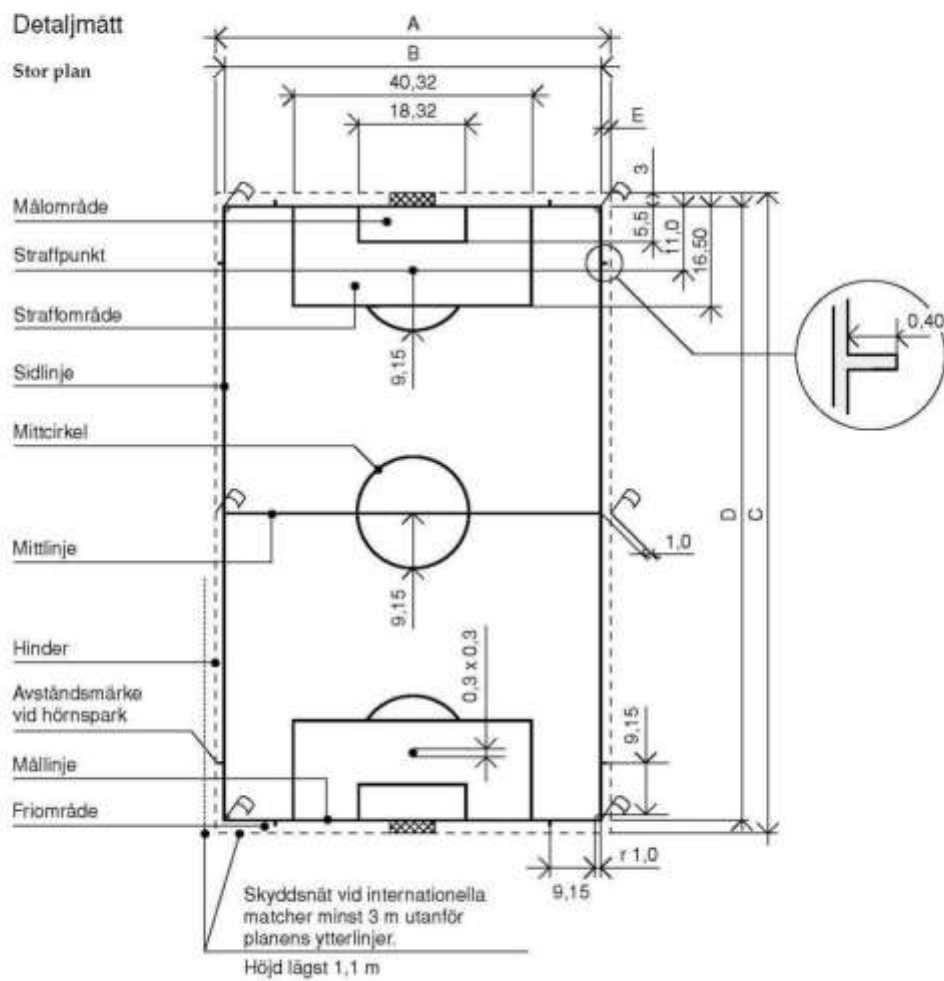 Detaljmått
Stor plan
A
B
40,32
18,32
E
3
5,5
11,0
16,50
Målområde
Straffpunkt
Straffområde
0,40
9,15
Sidlinje
Mittcirkel
D
C
Mittlinje
1,0
9,15
Hinder
0,3 x 0,3
Avståndsmärke
vid hörnspark
9,15
Mållinje
Friområde
r 1,0
9,15
Skyddsnät vid internationella
matcher minst 3 m utanför
planens ytterlinjer.
Höjd lägst 1,1 m